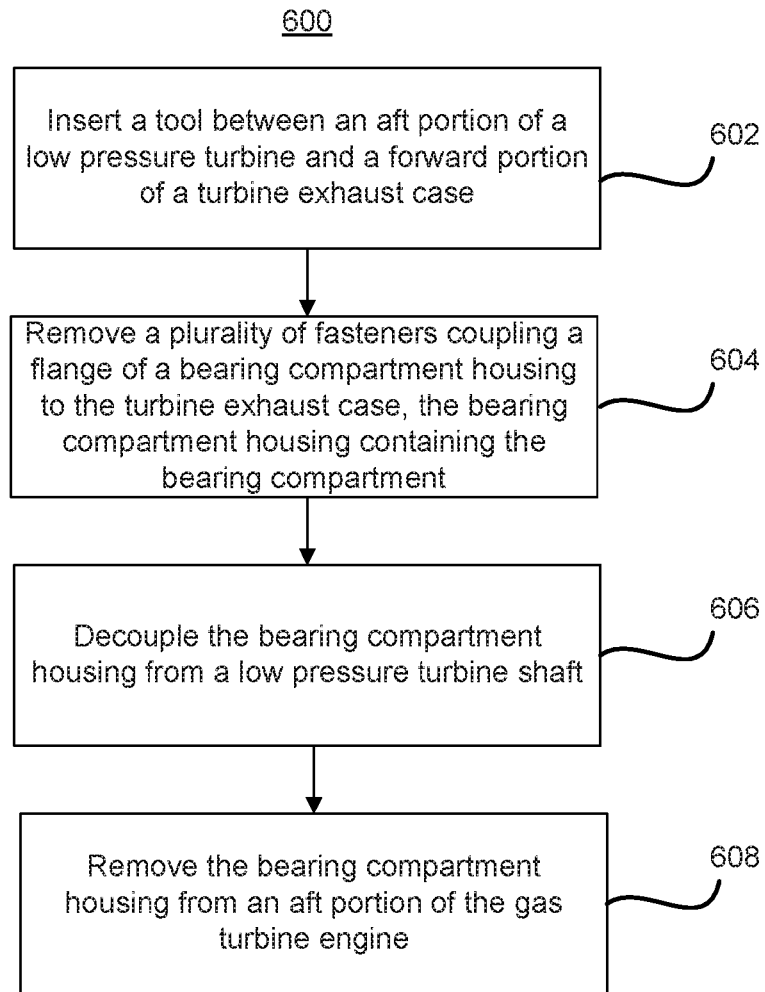 600
Insert a tool between an aft portion of a
low pressure turbine and a forward portion
of a turbine exhaust case
602
Remove a plurality of fasteners coupling a
flange of a bearing compartment housing
to the turbine exhaust case, the bearing
compartment housing containing the
bearing compartment
604
Decouple the bearing compartment
housing from a low pressure turbine shaft
606
Remove the bearing compartment
housing from an aft portion of the gas
turbine engine
608